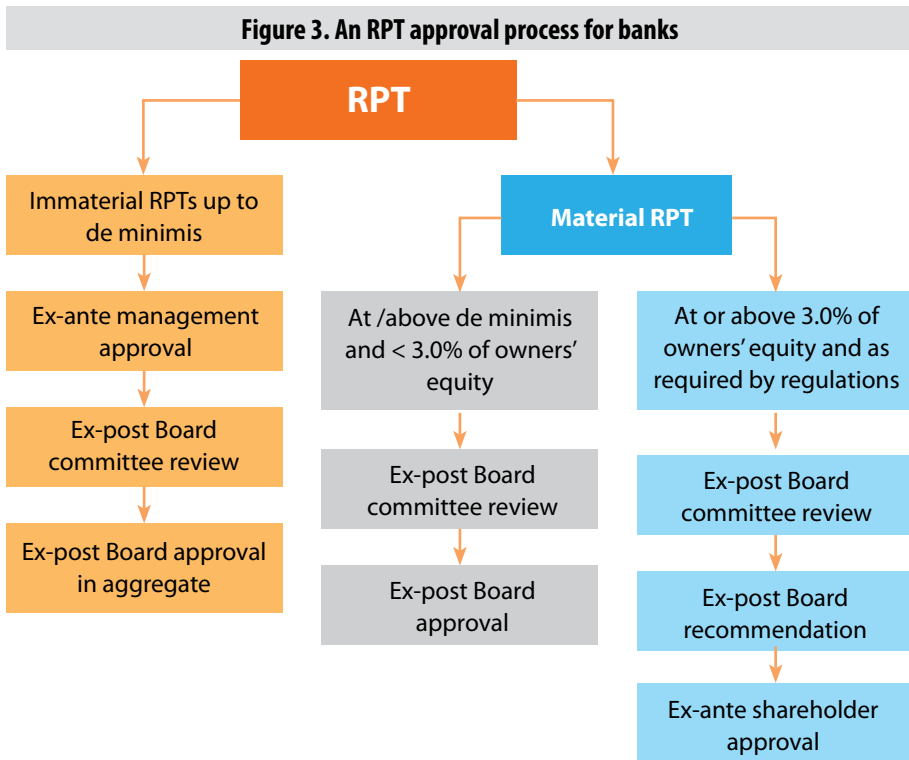 Figure 3. An RPT approval process for banks
RPT
Immaterial RPTs up to
de minimis
Ex-ante management
approval
Ex-post Board
committee review
Ex-post Board approval
in aggregate
Material RPT
At /above de minimis
and < 3.0% of owners'
equity
Ex-post Board
committee review
Ex-post Board
approval
At or above 3.0% of
owners' equity and as
required by regulations
Ex-post Board
committee review
Ex-post Board
recommendation
Ex-ante shareholder
approval